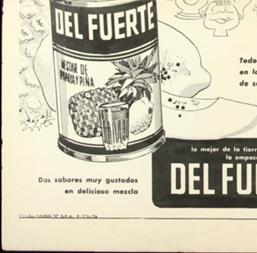 DEL FUERTE
NECTAR DE
PAPAYA Y PIÑA
Todo
en la
de s
Dos sabores muy gustados
en deliciosa mezcla
lo mejor de la tierr
la empac
DEL FU